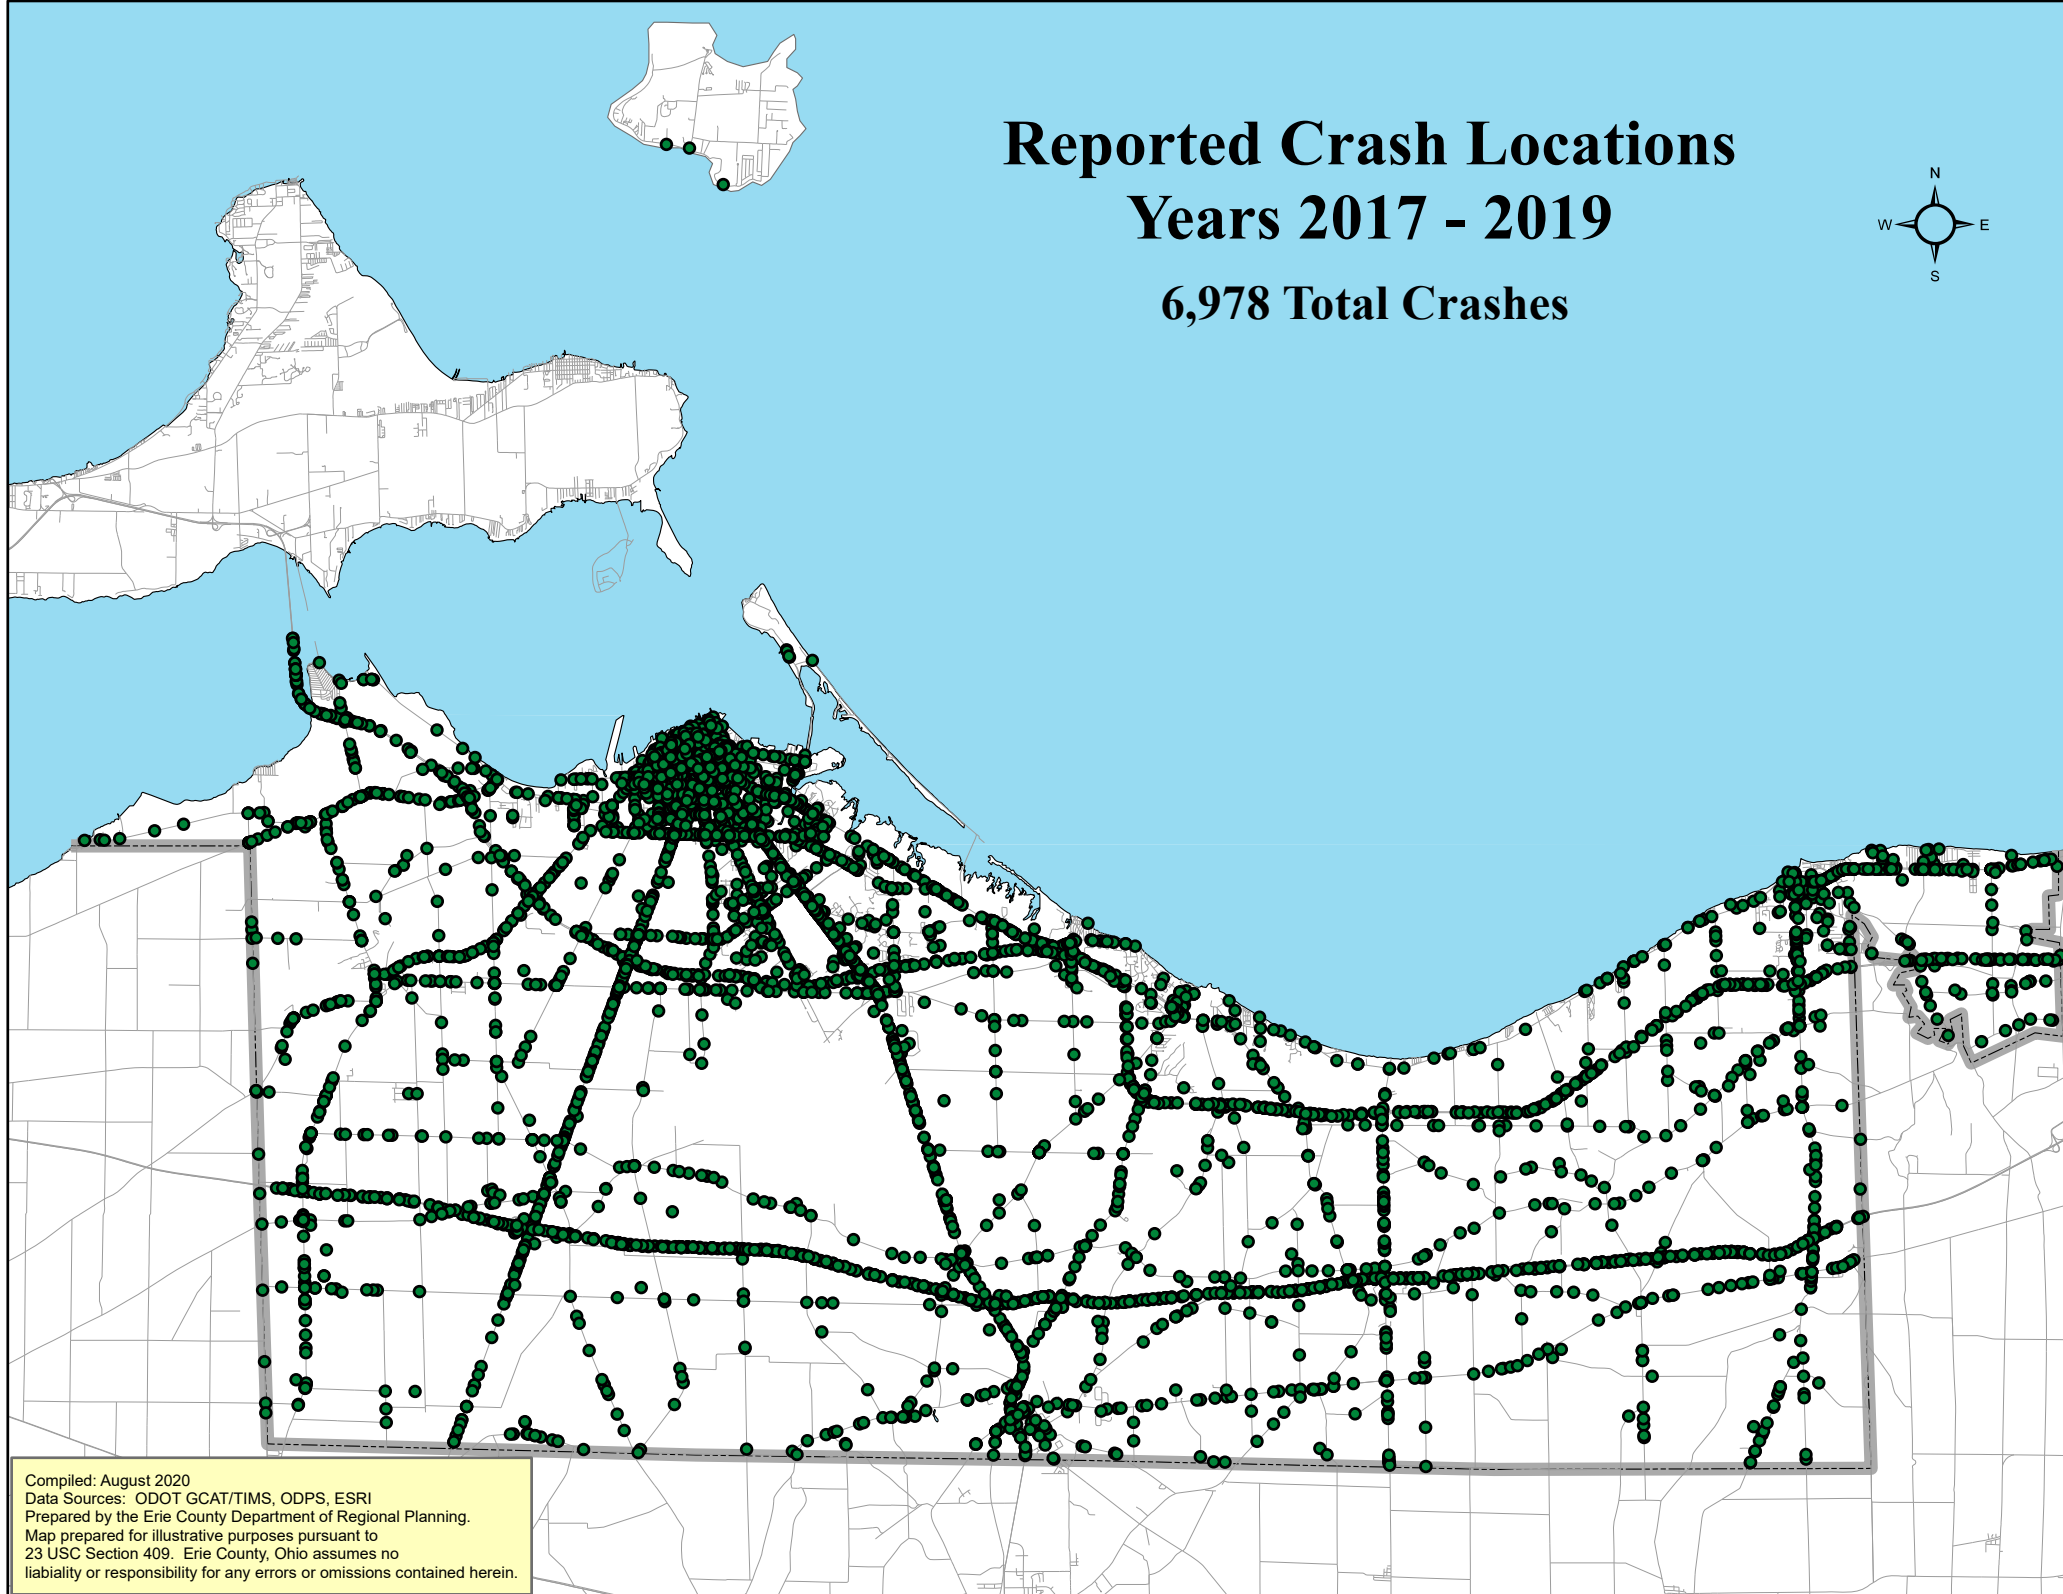 Reported Crash Locations
Years 2017 - 2019
6,978 Total Crashes
N
W E
S
Compiled: August 2020
Data Sources:  ODOT GCAT/TIMS, ODPS, ESRI
Prepared by the Erie County Department of Regional Planning.
Map prepared for illustrative purposes pursuant to
23 USC Section 409.  Erie County, Ohio assumes no
liabiality or responsibility for any errors or omissions contained herein.